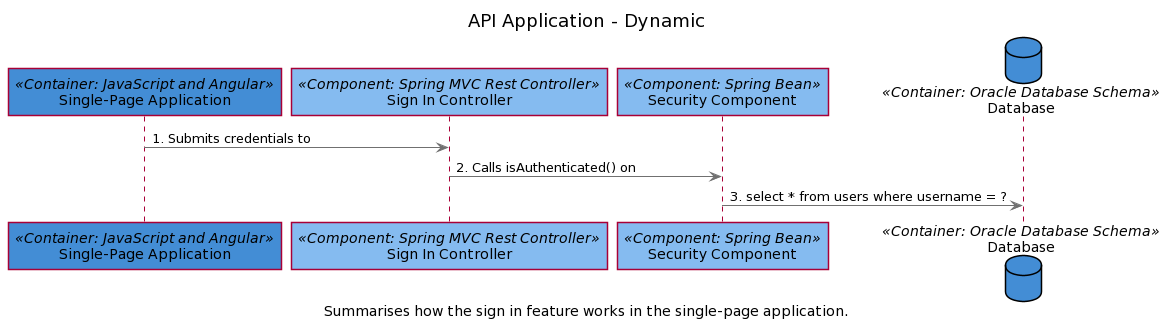 API Application - Dynamic
«Container: JavaScript and Angular»
Single-Page Application
«Component: Spring MVC Rest Controller»
Sign In Controller
«Component: Spring Bean»
Security Component
«Container: Oracle Database Schema»
Database
1. Submits credentials to
2. Calls isAuthenticated() on
3. select * from users where username = ?
«Container: JavaScript and Angular»
Single-Page Application
«Component: Spring MVC Rest Controller»
Sign In Controller
«Component: Spring Bean»
Security Component
«Container: Oracle Database Schema»
Database
Summarises how the sign in feature works in the single-page application.